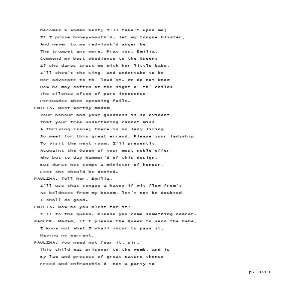 becomes a woman best; I'll take't upon me;
If I prove honey-mouth'd, let my tongue blister,
And never to my red-look'd anger be
The trumpet any more. Pray you, Emilia,
Commend my best obedience to the Queen;
If she dares trust me with her little babe,
I'll show't the King, and undertake to be
Her advocate to th' loud'st. We do not know
How he may soften at the sight o' th' child:
The silence often of pure innocence
Persuades when speaking fails.
EMILIA. Most worthy madam,
Your honour and your goodness is so evident
That your free undertaking cannot miss
A thriving issue; there is no lady living
So meet for this great errand. Please your ladyship
To visit the next room, I'll presently
Acquaint the Queen of your most noble offer
Who but to-day hammer'd of this design,
But durst not tempt a minister of honour,
Lest she should be denied.
PAULINA. Tell her, Emilia,
I'll use that tongue I have; if wit flow from't
As boldness from my bosom, let't not be doubted
I shall do good.
EMILIA. Now be you blest for it!
I'll to the Queen. Please you come something nearer.
GAOLER. Madam, if't please the Queen to send the babe,
I know not what I shall incur to pass it,
Having no warrant.
PAULINA. You need not fear it, sir.
This child was prisoner to the womb, and is
By law and process of great Nature thence
Freed and enfranchis'd- not a party to